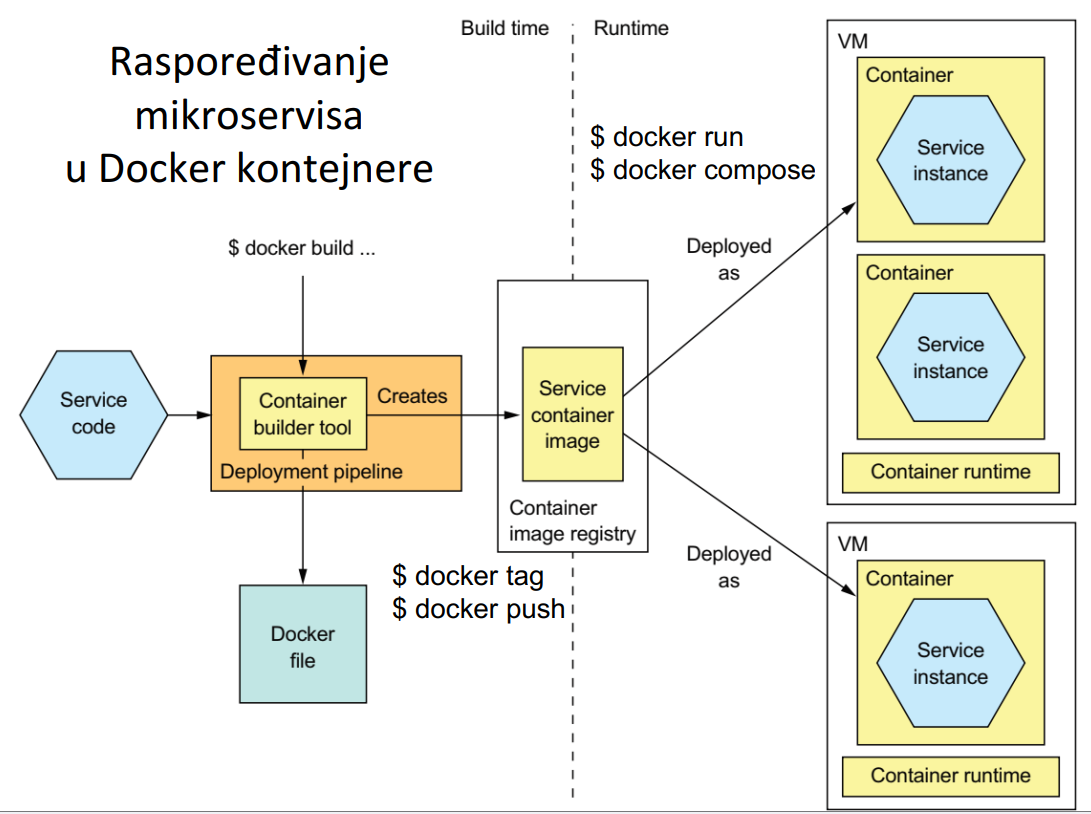 Build time
Runtime
Raspoređivanje
mikroservisa
u Docker kontejnere
$ docker run
$ docker compose
$ docker build ...
Service
code
Container
builder tool
Creates
Deployment pipeline
Docker
file
Service
container
image
Container
image registry
$ docker tag
$ docker push
Deployed
as
Deployed
as
VM
Container
Service
instance
Container
Service
instance
Container runtime
VM
Container
Service
instance
Container runtime